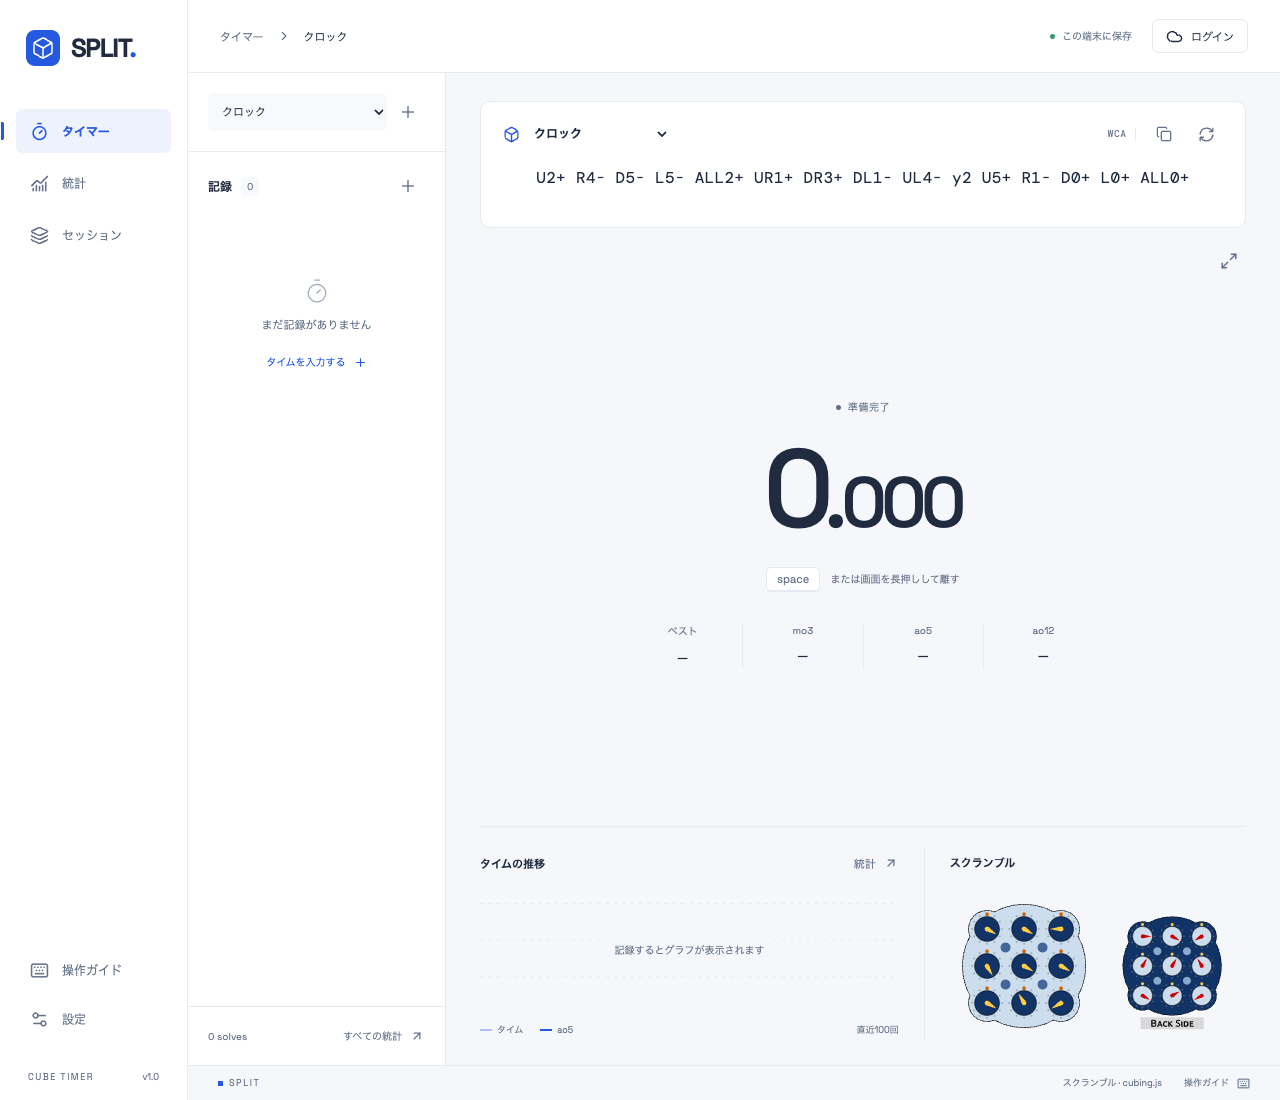 SPLIT.
タイマー
統計
セッション
操作ガイド
設定
CUBE TIMER
v1.0
タイマー
クロック
この端末に保存
ログイン
クロック
記録
0
まだ記録がありません
タイムを入力する
0 solves
すべての統計
クロック
WCA
U2+ R4- D5- L5- ALL2+ UR1+ DR3+ DL1- UL4- y2 U5+ R1- D0+ L0+ ALL0+
準備完了
0.000
space
または画面を長押しして離す
ベスト
mo3
ao5
ao12
–
–
–
–
タイムの推移
統計
記録するとグラフが表示されます
タイム
ao5
直近100回
スクランブル
BACK SIDE
SPLIT
スクランブル · cubing.js
操作ガイド